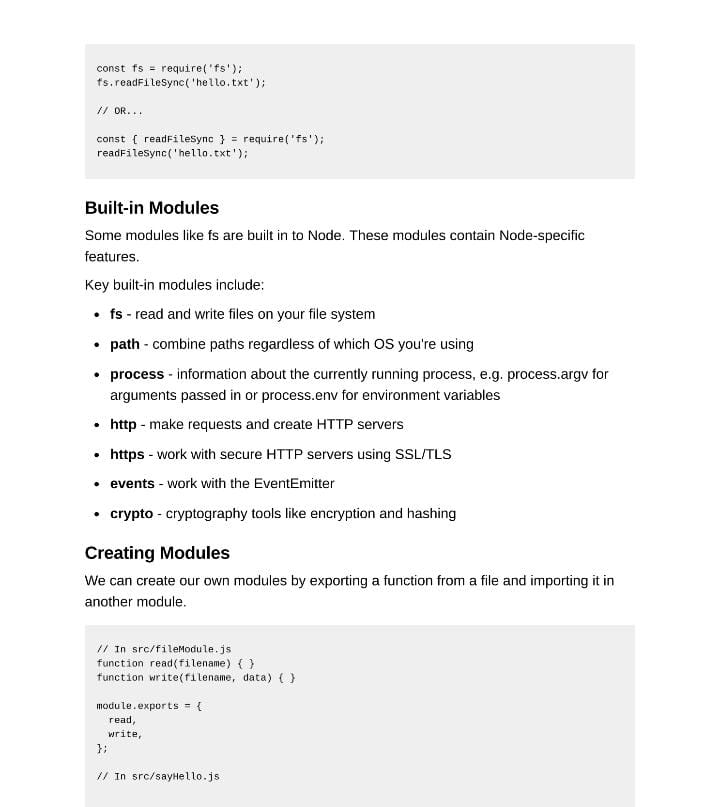 const fs = require('fs');
fs.readFileSync('hello.txt');
// OR...
const { readFileSync } = require('fs');
readFileSync('hello.txt');
Built-in Modules
Some modules like fs are built in to Node. These modules contain Node-specific
features.
Key built-in modules include:
• fs - read and write files on your file system
• path - combine paths regardless of which OS you're using
• process - information about the currently running process, e.g. process.argv for
arguments passed in or process.env for environment variables
• http - make requests and create HTTP servers
• https - work with secure HTTP servers using SSL/TLS
• events - work with the EventEmitter
• crypto - cryptography tools like encryption and hashing
Creating Modules
We can create our own modules by exporting a function from a file and importing it in
another module.
// In src/fileModule.js
function read(filename) { }
function write(filename, data) { }
module.exports = {
  read,
  write,
};
// In src/sayHello.js